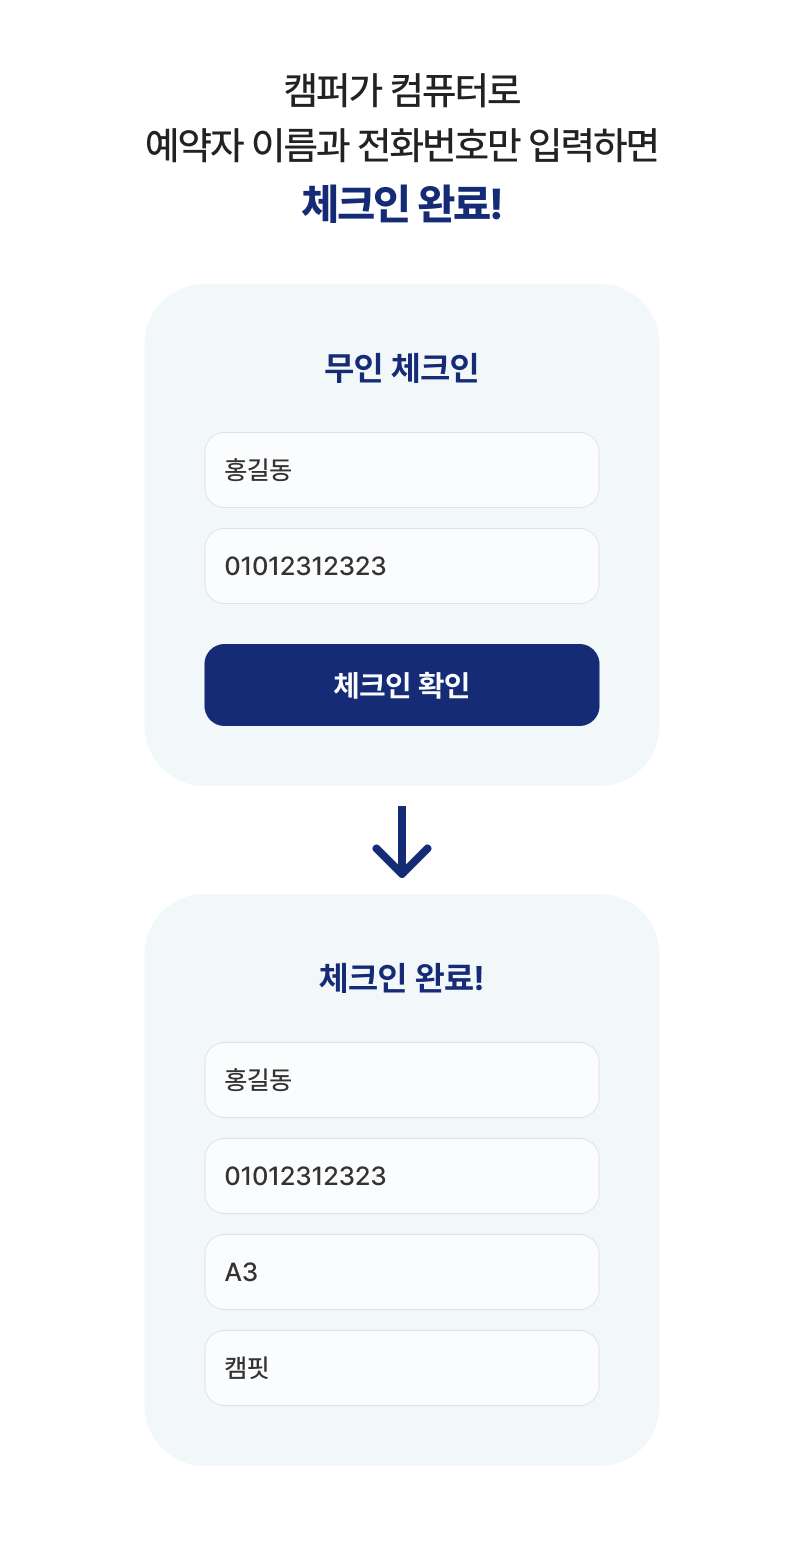 캠퍼가 컴퓨터로
예약자 이름과 전화번호만 입력하면
체크인 완료!
무인 체크인
홍길동
01012312323
체크인 확인
체크인 완료!
홍길동
01012312323
A3
캠핏